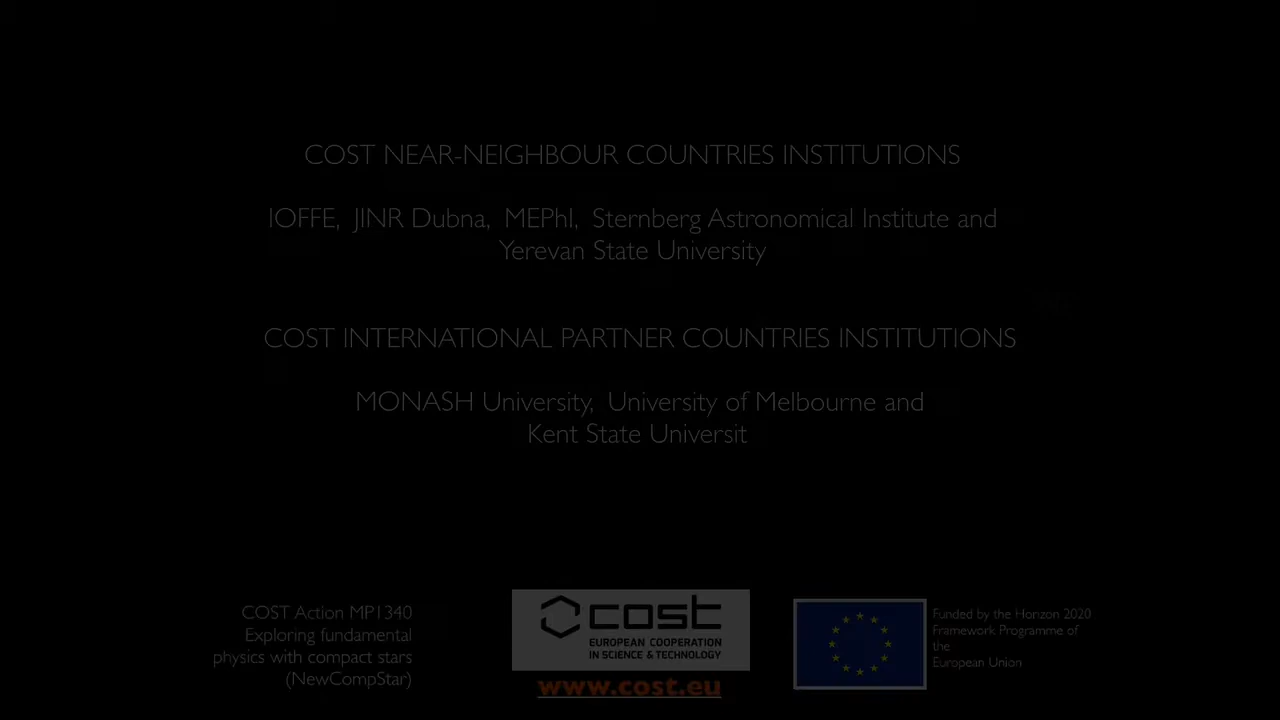 COST NEAR-NEIGHBOUR COUNTRIES INSTITUTIONS
IOFFE, JINR Dubna, MEPhI, Sternberg Astronomical Institute and
Yerevan State University
COST INTERNATIONAL PARTNER COUNTRIES INSTITUTIONS
MONASH University, University of Melbourne and
Kent State Universit
COST Action MP1340
Exploring fundamental
physics with compact stars
(NewCompStar)
cost
EUROPEAN COOPERATION
IN SCIENCE & TECHNOLOGY
www.cost.eu
Funded by the Horizon 2020
Framework Programme of
the
European Union